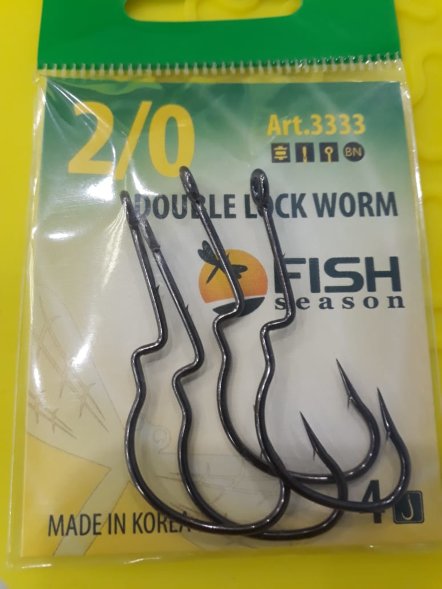 2/0
Art.3333
BN
DOUBLE LOCK WORM
FISH
season
MADE IN KOREA
4